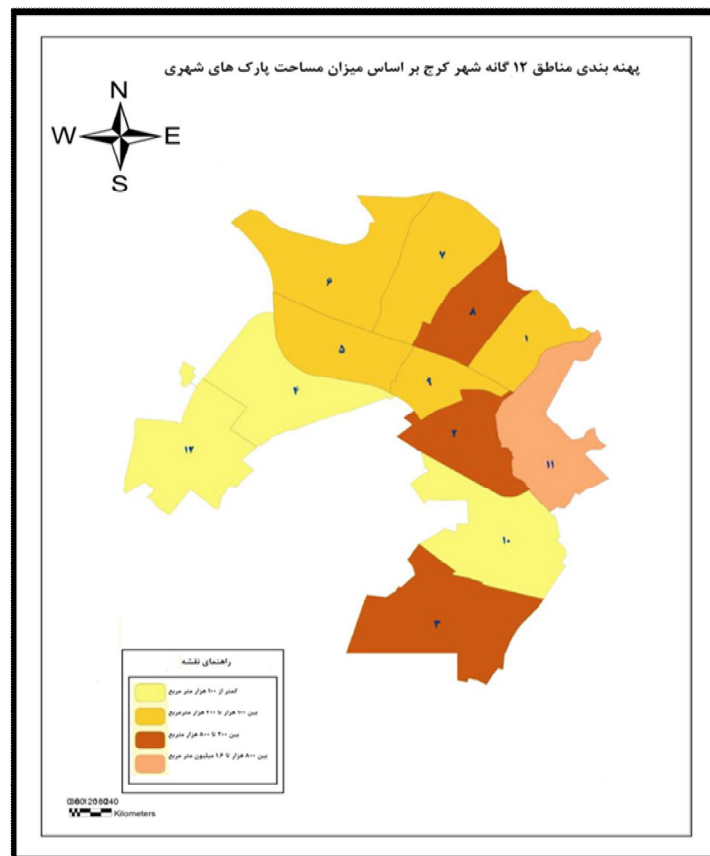 پهنه بندی مناطق ۱۲ گانه شهر کرج بر اساس میزان مساحت پارک های شهری
N
W E
S
۷
۶
۸
۱
۵
۹
۴
۲
۱۲
۱۱
۱۰
۳
راهنمای نقشه
کمتر از ۱۰۰ هزار متر مربع
بین ۱۰۰ هزار تا ۲۰۰ هزار مترمربع
بین ۲۰۰ تا ۸۰۰ هزار متربع
بین ۸۰۰ هزار تا ۱.۶ میلیون متر مربع
Kilometers